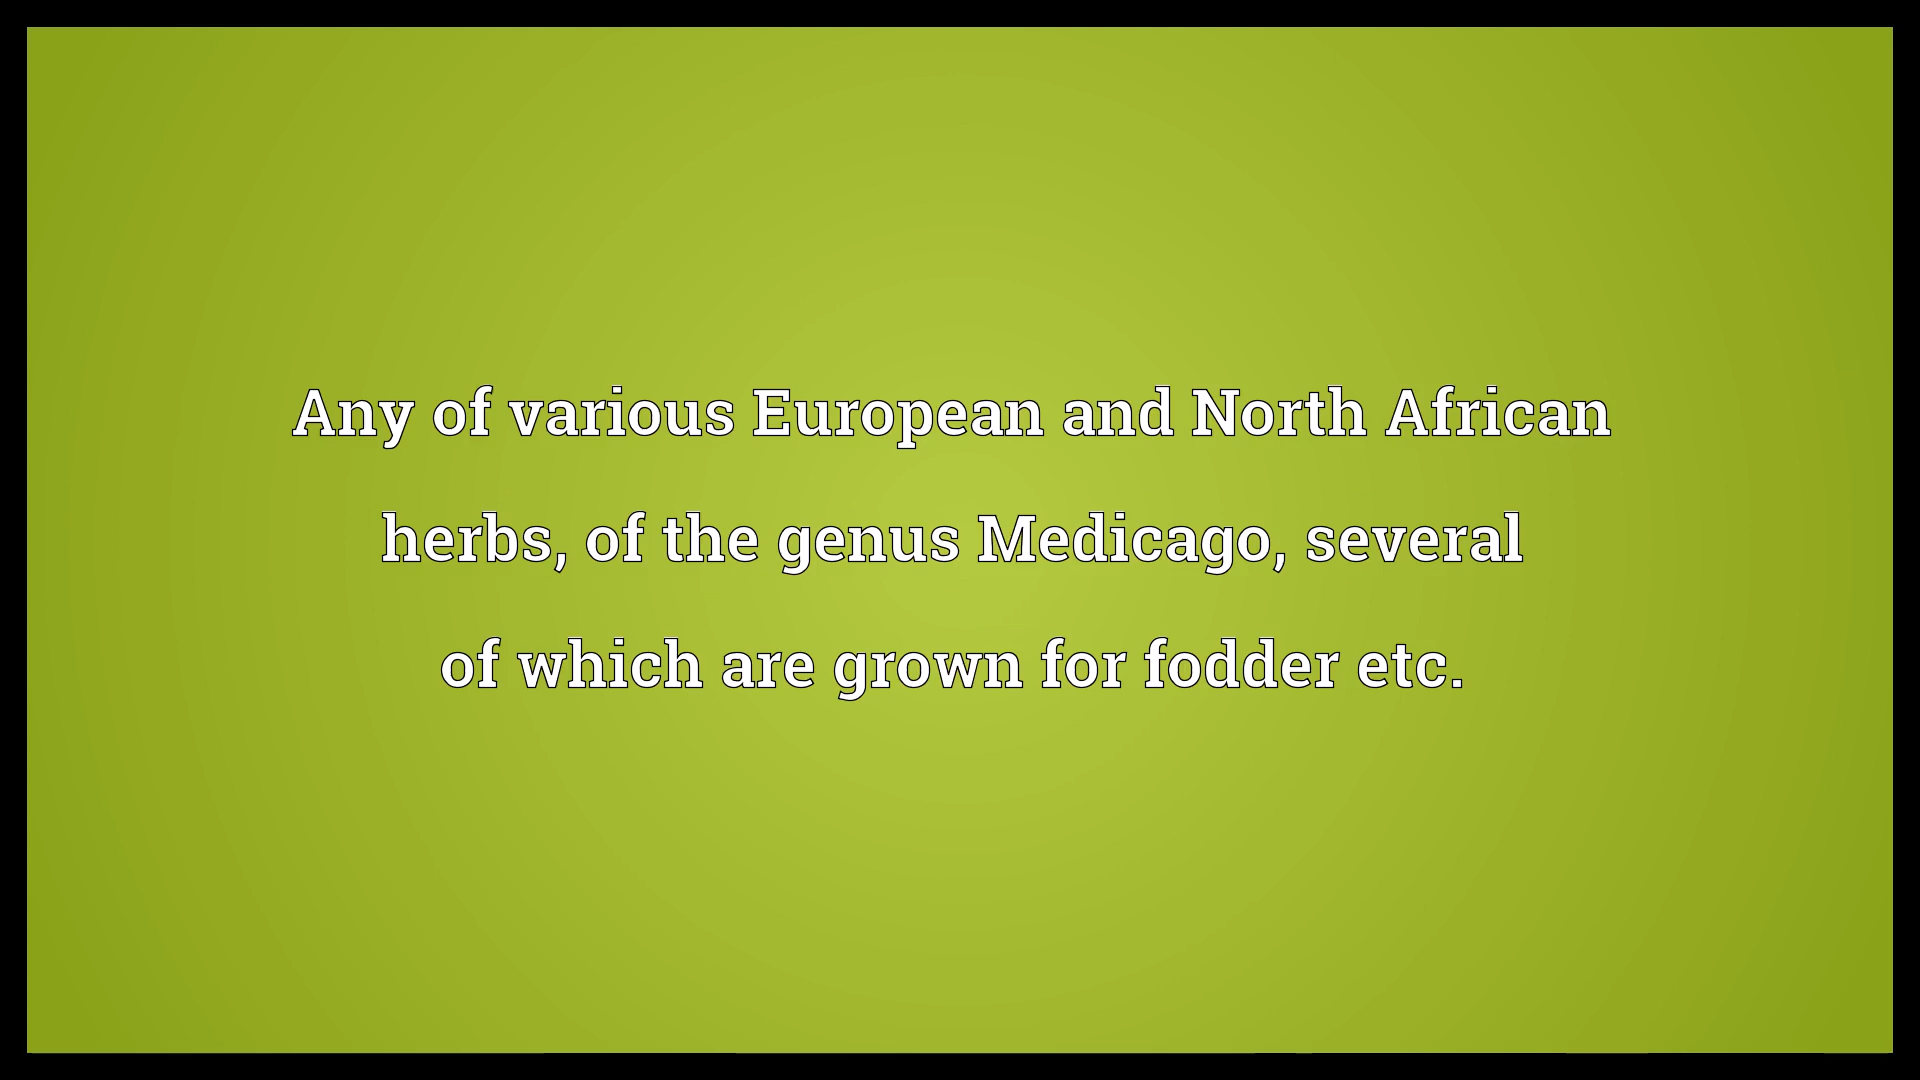 Any of various European and North African
herbs, of the genus Medicago, several
of which are grown for fodder etc.